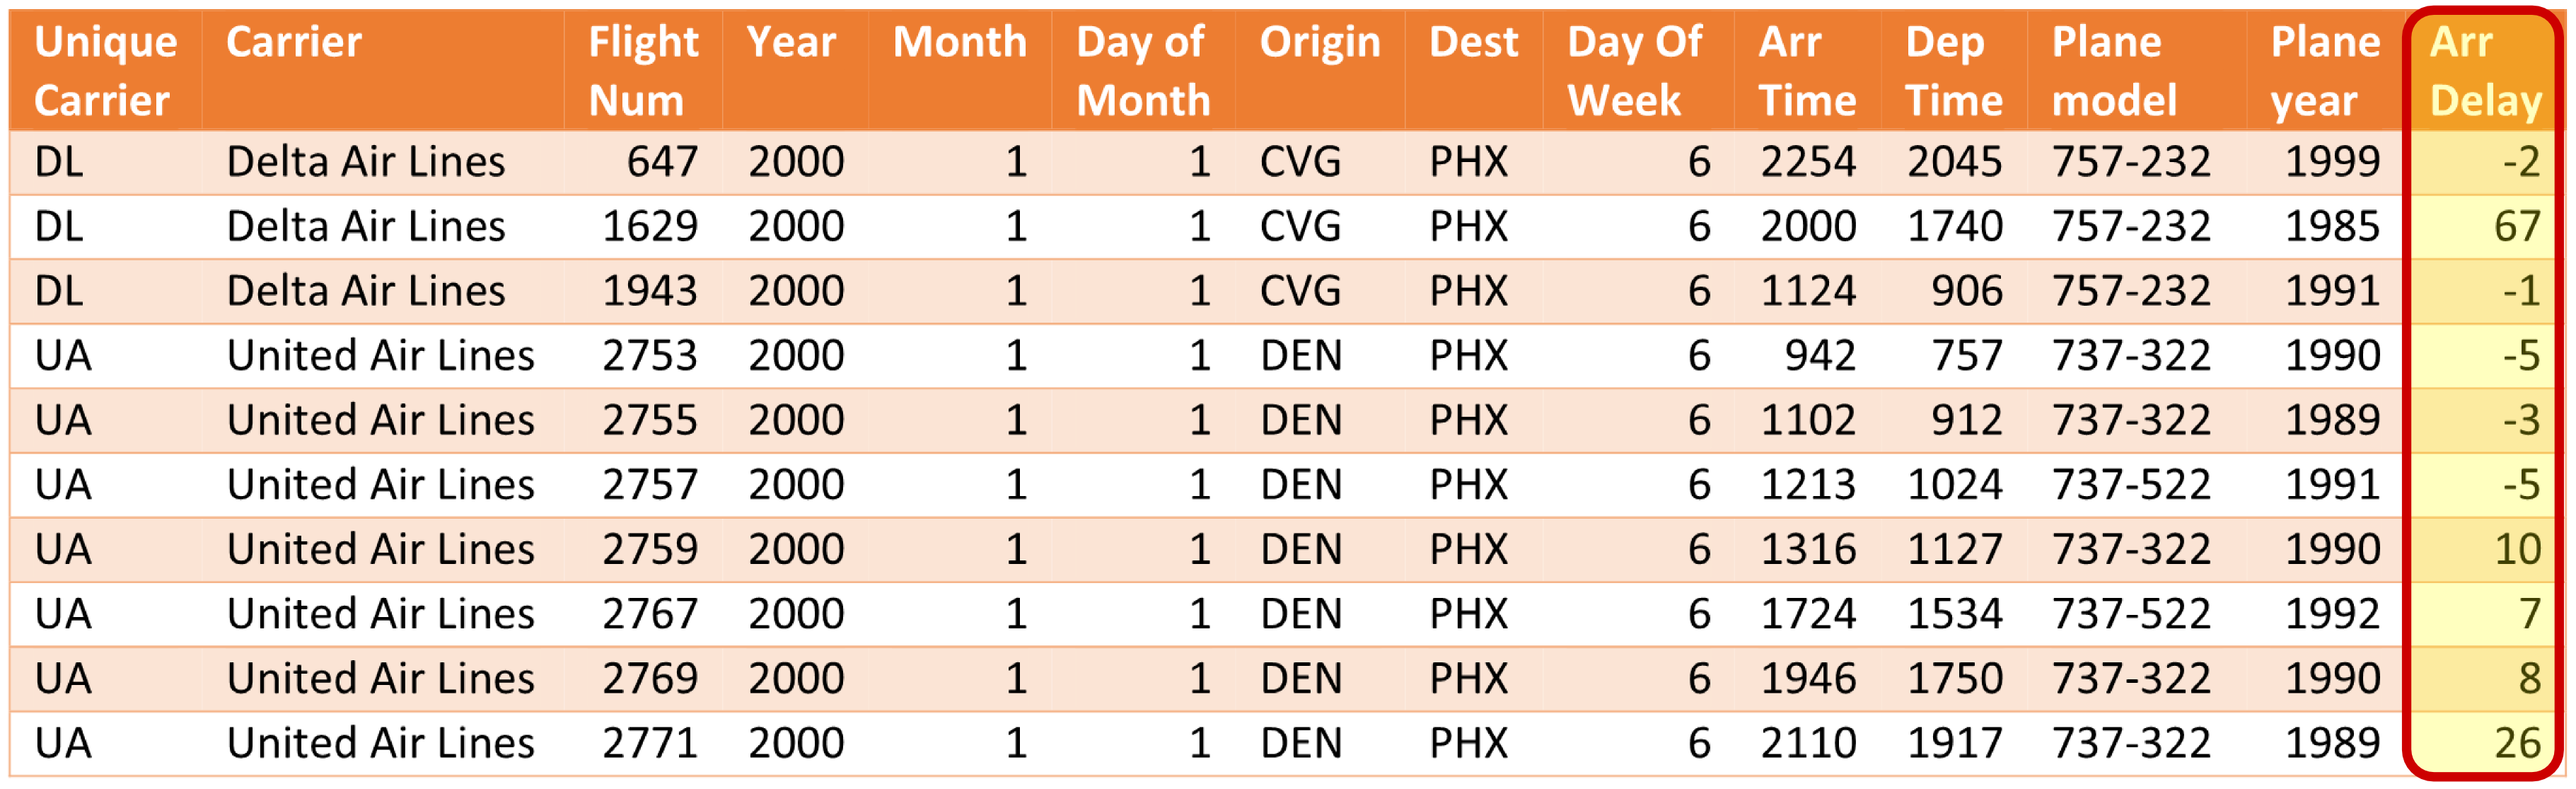 Unique Carrier Carrier Flight Num Year Month Day of Month Origin Dest Day Of Week Arr Time Dep Time Plane model Plane year Arr Delay
DL Delta Air Lines 647 2000 1 1 CVG PHX 6 2254 2045 757-232 1999 -2
DL Delta Air Lines 1629 2000 1 1 CVG PHX 6 2000 1740 757-232 1985 67
DL Delta Air Lines 1943 2000 1 1 CVG PHX 6 1124 906 757-232 1991 -1
UA United Air Lines 2753 2000 1 1 DEN PHX 6 942 757 737-322 1990 -5
UA United Air Lines 2755 2000 1 1 DEN PHX 6 1102 912 737-322 1989 -3
UA United Air Lines 2757 2000 1 1 DEN PHX 6 1213 1024 737-522 1991 -5
UA United Air Lines 2759 2000 1 1 DEN PHX 6 1316 1127 737-322 1990 10
UA United Air Lines 2767 2000 1 1 DEN PHX 6 1724 1534 737-522 1992 7
UA United Air Lines 2769 2000 1 1 DEN PHX 6 1946 1750 737-322 1990 8
UA United Air Lines 2771 2000 1 1 DEN PHX 6 2110 1917 737-322 1989 26